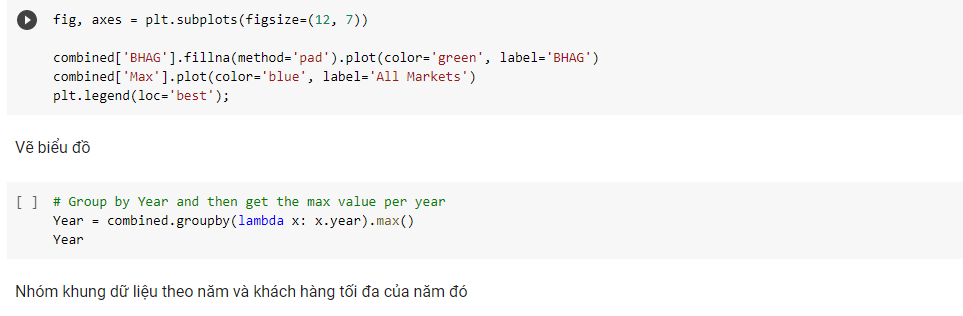 fig, axes = plt.subplots(figsize=(12, 7))
combined['BHAG'].fillna(method='pad').plot(color='green', label='BHAG')
combined['Max'].plot(color='blue', label='All Markets')
plt.legend(loc='best');
Vẽ biểu đồ
[ ] # Group by Year and then get the max value per year
Year = combined.groupby(lambda x: x.year).max()
Year
Nhóm khung dữ liệu theo năm và khách hàng tối đa của năm đó